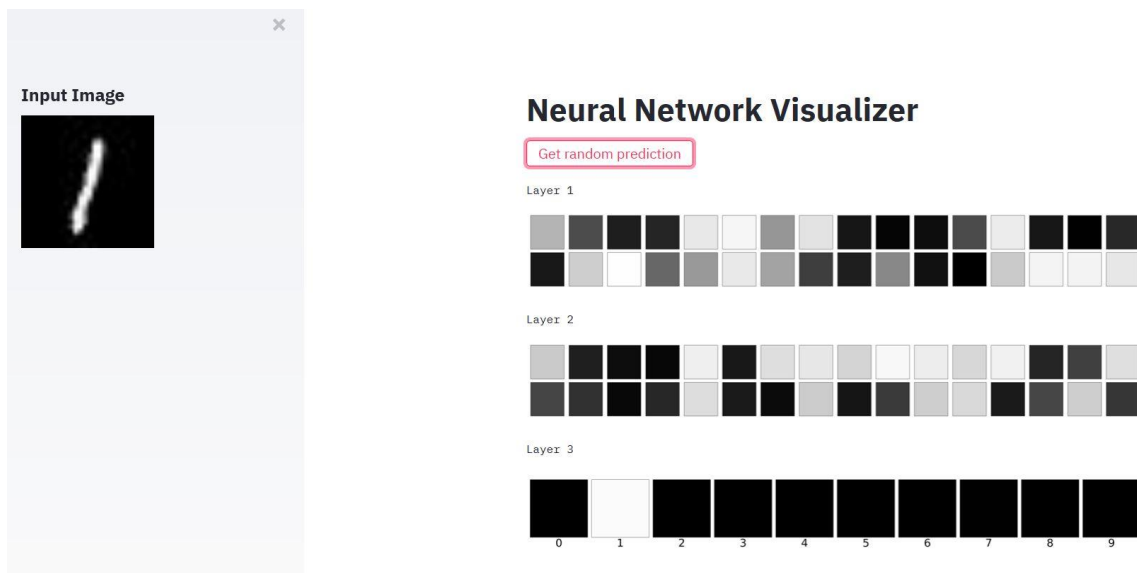 ×
Input Image
Neural Network Visualizer
Get random prediction
Layer 1
Layer 2
Layer 3
0 1 2 3 4 5 6 7 8 9